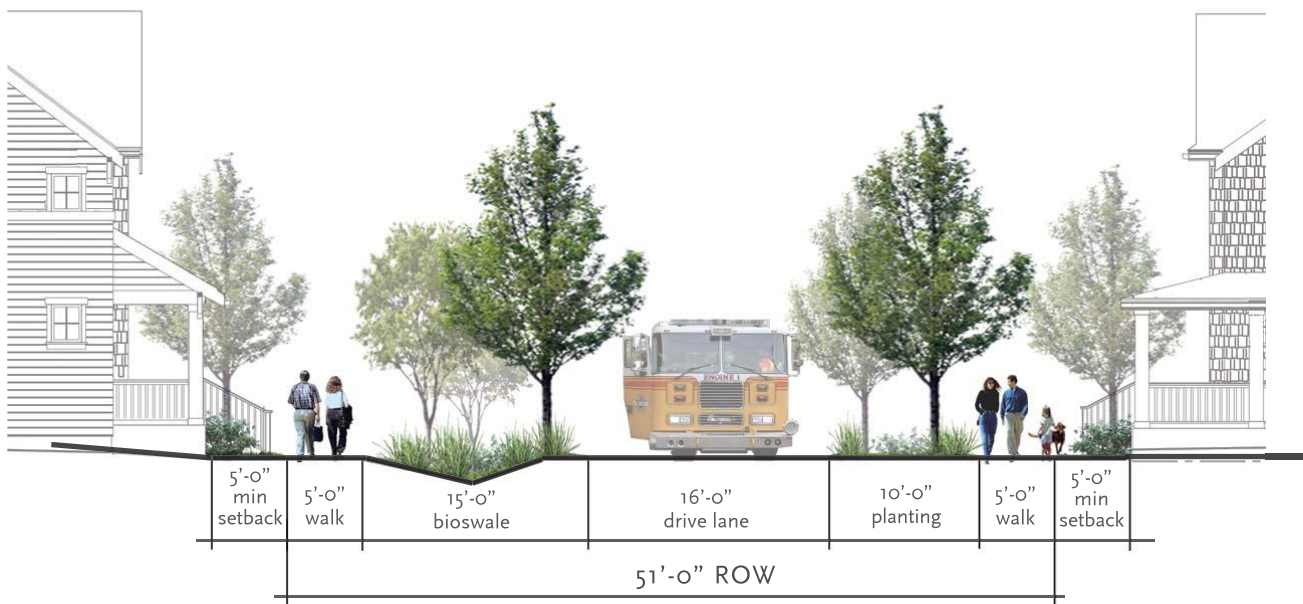 ENGINE 1
5'-0"
min
setback
5'-0"
walk
15'-0"
bioswale
16'-0"
drive lane
10'-0"
planting
5'-0"
walk
5'-0"
min
setback
51'-0" ROW